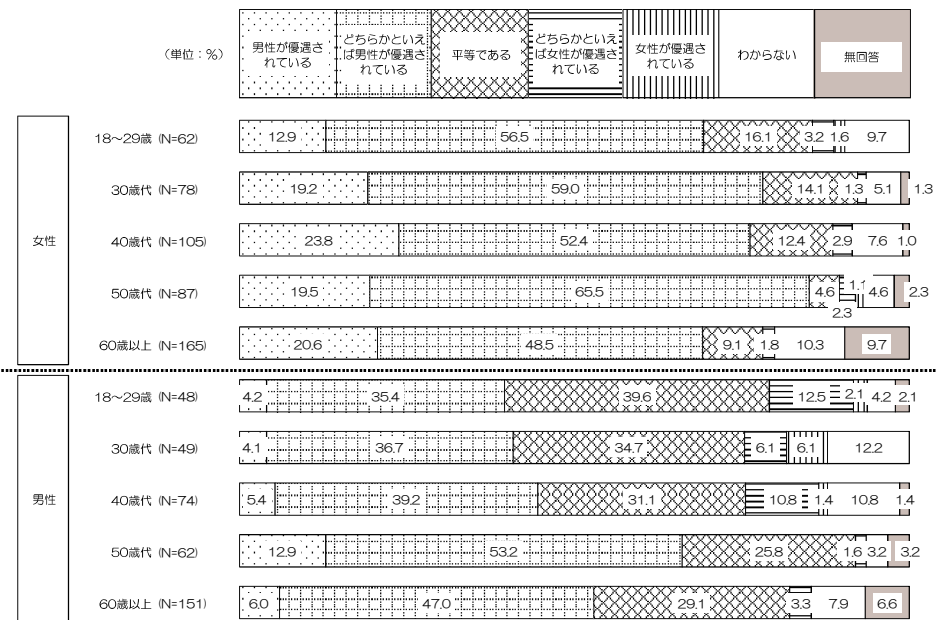 (単位：%)
男性が優遇さ
れている
どちらかといえ
ば男性が優遇さ
れている
平等である
どちらかといえ
ば女性が優遇さ
れている
女性が優遇さ
れている
わからない
無回答
女性
18～29歳 (N=62) 12.9 56.5 16.1 3.2 1.6 9.7
30歳代 (N=78) 19.2 59.0 14.1 1.3 5.1 1.3
40歳代 (N=105) 23.8 52.4 12.4 2.9 7.6 1.0
50歳代 (N=87) 19.5 65.5 4.6 2.3 1.1 4.6 2.3
60歳以上 (N=165) 20.6 48.5 9.1 1.8 10.3 9.7
男性
18～29歳 (N=48) 4.2 35.4 39.6 12.5 2.1 4.2 2.1
30歳代 (N=49) 4.1 36.7 34.7 6.1 6.1 12.2
40歳代 (N=74) 5.4 39.2 31.1 10.8 1.4 10.8 1.4
50歳代 (N=62) 12.9 53.2 25.8 1.6 3.2 3.2
60歳以上 (N=151) 6.0 47.0 29.1 3.3 7.9 6.6